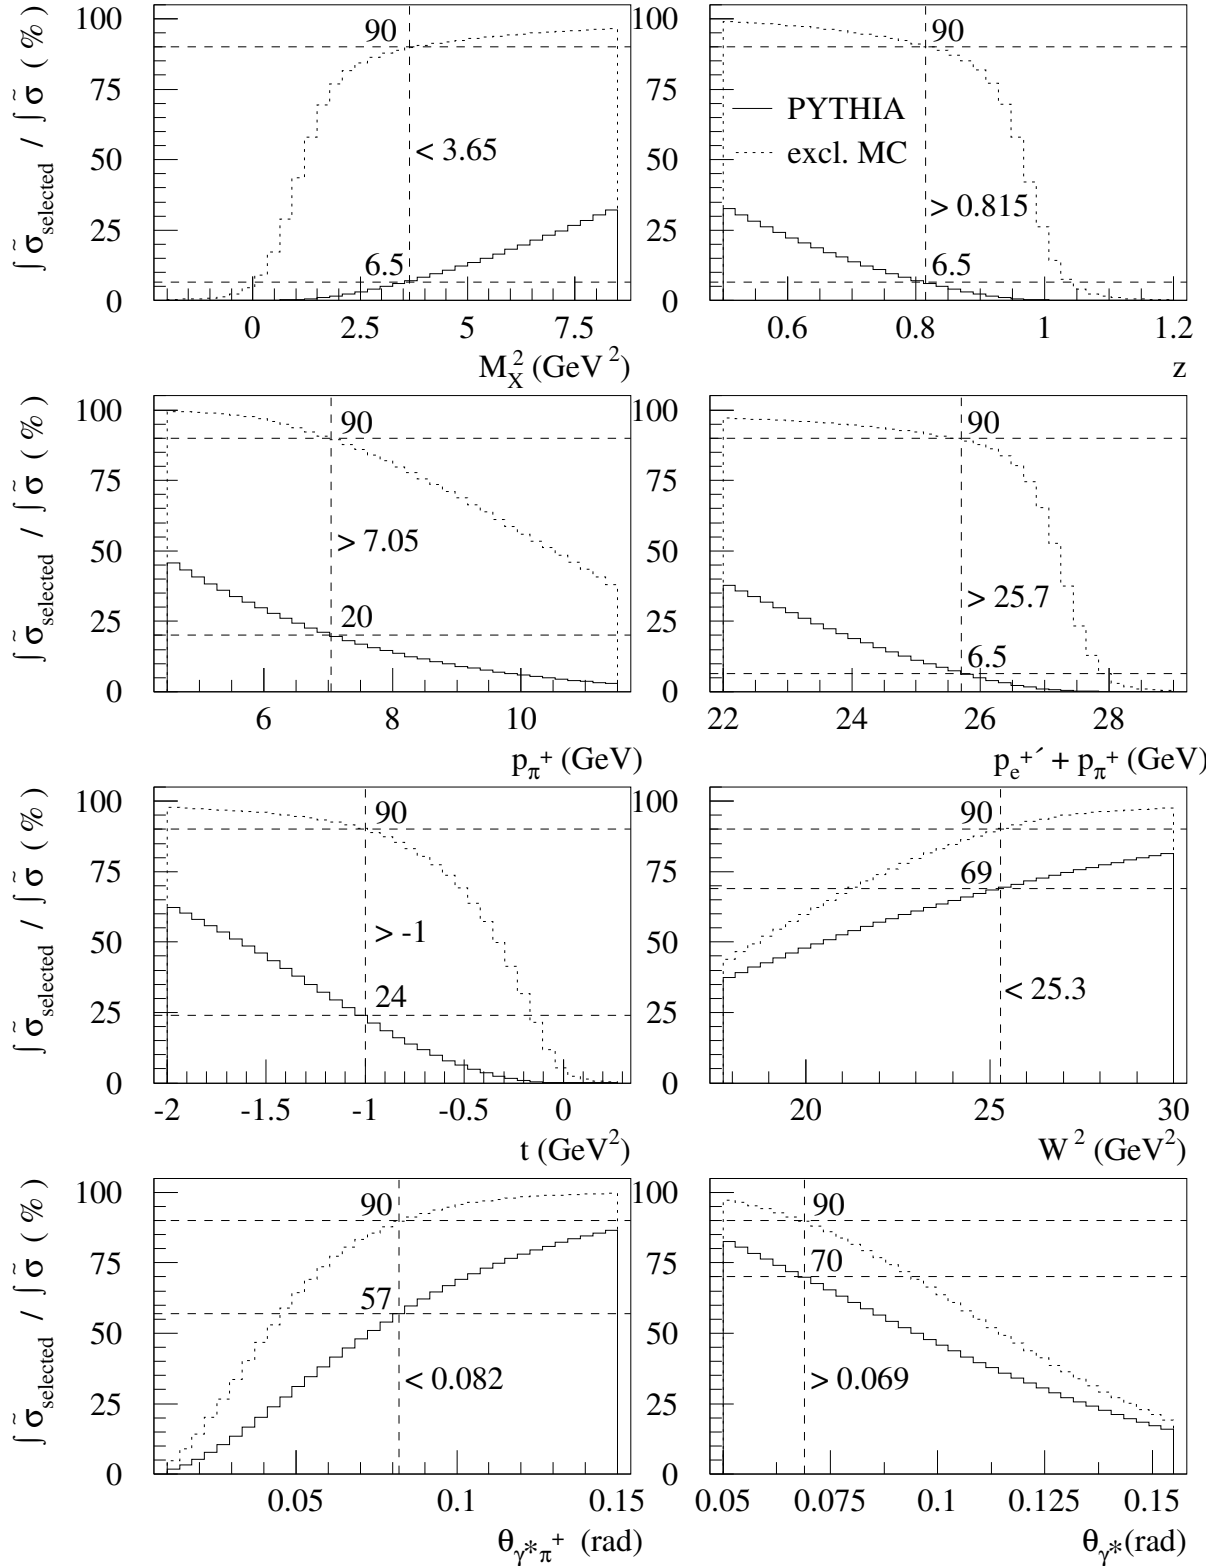 ∫ σ̃selected / ∫ σ̃ (%)
100
75
50
25
0
90
< 3.65
6.5
0 2.5 5 7.5
M_X^2 (GeV^2)
90
PYTHIA
excl. MC
> 0.815
6.5
0.6 0.8 1 1.2
z
∫ σ̃selected / ∫ σ̃ (%)
100
75
50
25
0
90
> 7.05
20
6 8 10
p_π+ (GeV)
100
75
50
25
0
90
> 25.7
6.5
22 24 26 28
p_e+′ + p_π+ (GeV)
∫ σ̃selected / ∫ σ̃ (%)
100
75
50
25
0
90
> -1
24
-2 -1.5 -1 -0.5 0
t (GeV^2)
100
75
50
25
0
90
69
< 25.3
20 25 30
W^2 (GeV^2)
∫ σ̃selected / ∫ σ̃ (%)
100
75
50
25
0
90
57
< 0.082
0.05 0.1 0.15
θ_γ*π+ (rad)
100
75
50
25
0
90
70
> 0.069
0.05 0.075 0.1 0.125 0.15
θ_γ* (rad)
100
75
50
25
0